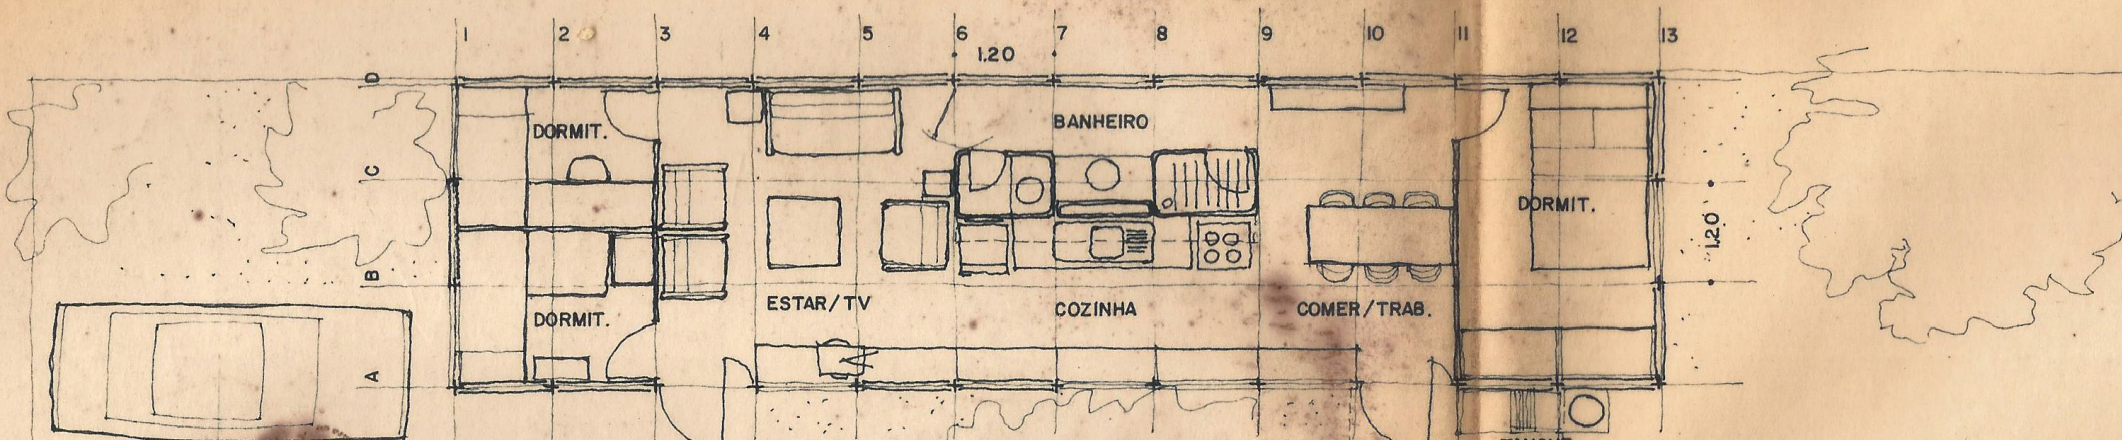 1 2 3 4 5 6 7 8 9 10 11 12 13
1.20
D
DORMIT.
BANHEIRO
C
DORMIT.
1.20
B
ESTAR/TV
COZINHA
COMER/TRAB.
DORMIT.
A